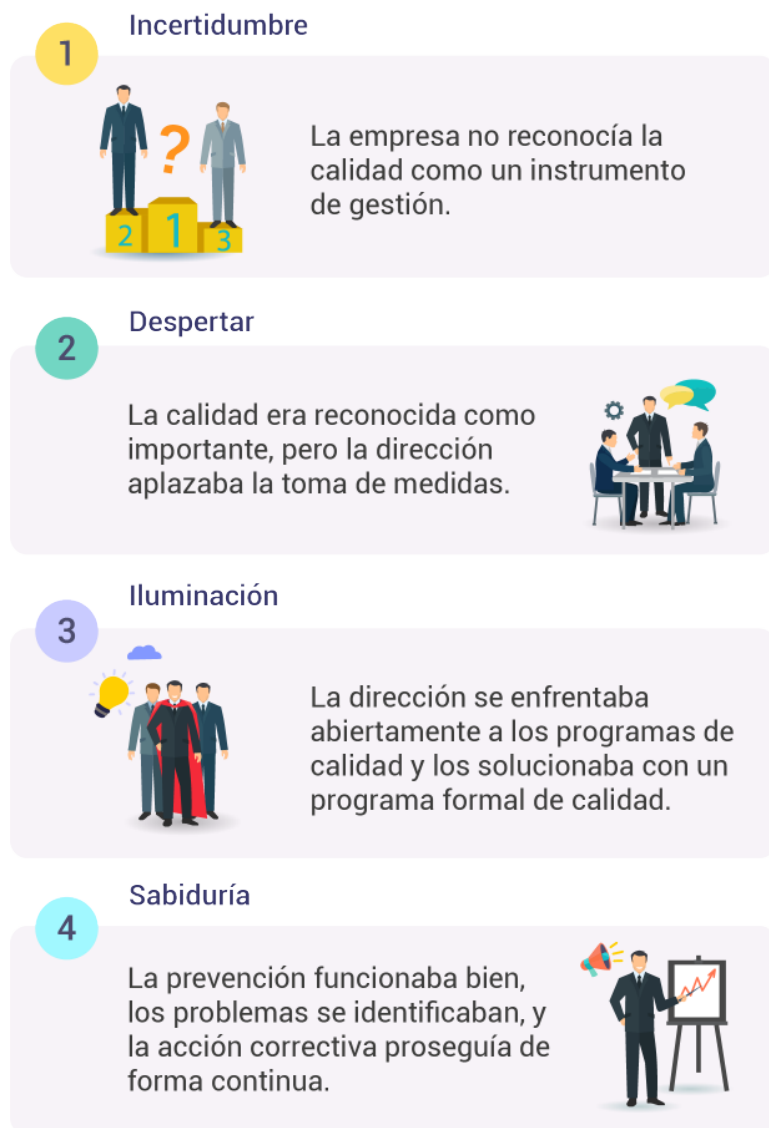 Incertidumbre
1
?
2 1 3
La empresa no reconocía la
calidad como un instrumento
de gestión.
Despertar
2
La calidad era reconocida como
importante, pero la dirección
aplazaba la toma de medidas.
Iluminación
3
La dirección se enfrentaba
abiertamente a los programas de
calidad y los solucionaba con un
programa formal de calidad.
Sabiduría
4
La prevención funcionaba bien,
los problemas se identificaban, y
la acción correctiva proseguía de
forma continua.